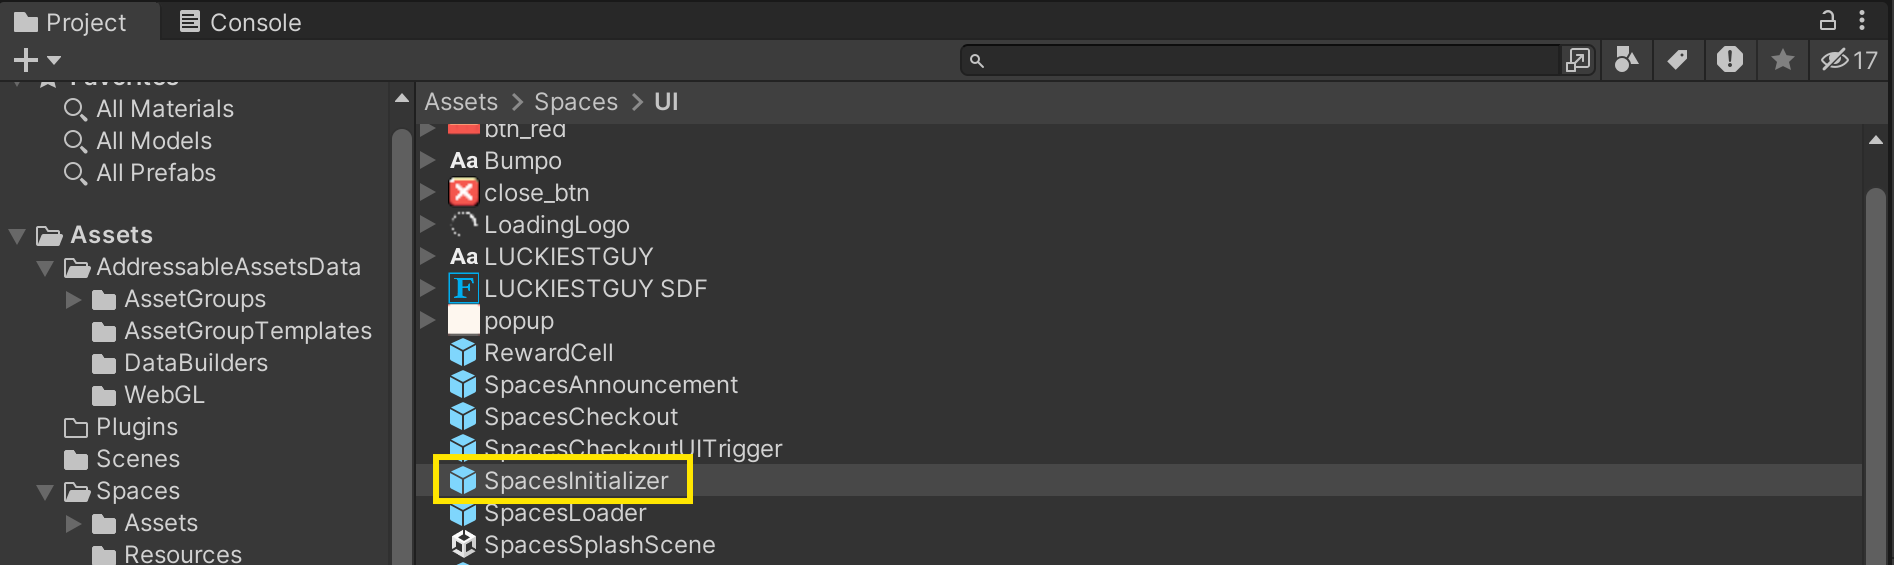 Project
Console
17
Favorites
All Materials
All Models
All Prefabs
Assets
AddressableAssetsData
AssetGroups
AssetGroupTemplates
DataBuilders
WebGL
Plugins
Scenes
Spaces
Assets
Resources
Assets > Spaces > UI
btn_red
Aa Bumpo
close_btn
LoadingLogo
Aa LUCKIESTGUY
F LUCKIESTGUY SDF
popup
RewardCell
SpacesAnnouncement
SpacesCheckout
SpacesCheckoutUITrigger
SpacesInitializer
SpacesLoader
SpacesSplashScene